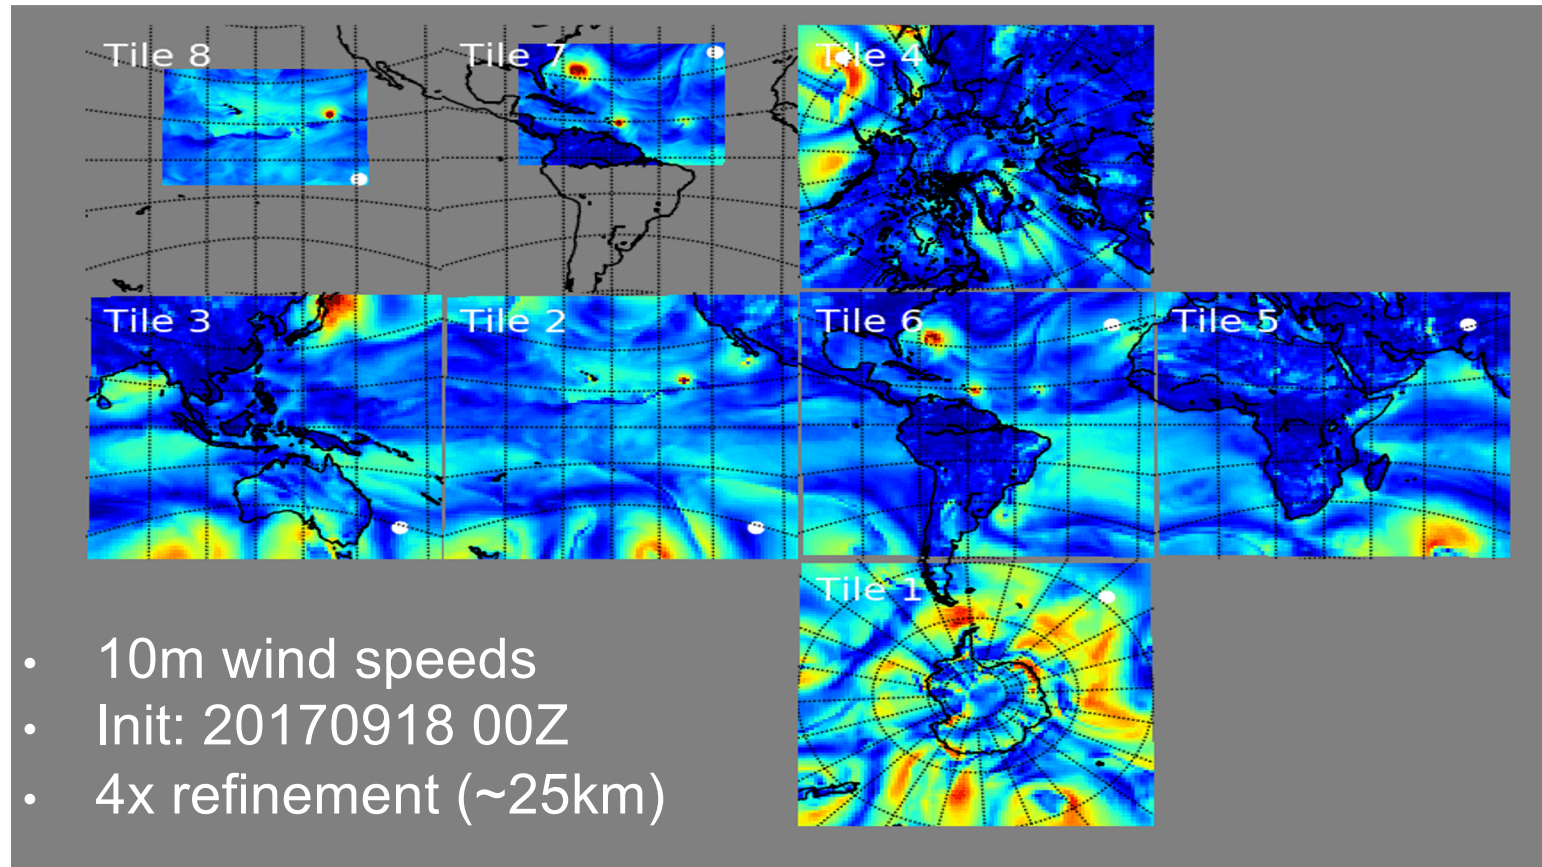 Tile 8
Tile 7
Tile 4
Tile 3
Tile 2
Tile 6
Tile 5
Tile 1
• 10m wind speeds
• Init: 20170918 00Z
• 4x refinement (~25km)